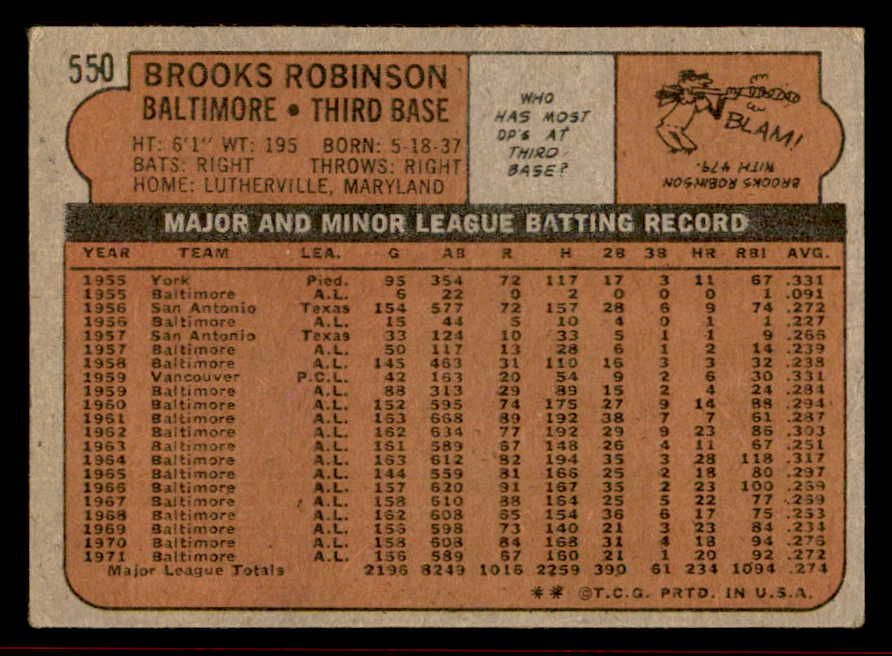 550
BROOKS ROBINSON
BALTIMORE • THIRD BASE
HT: 6'1" WT: 195 BORN: 5-18-37
BATS: RIGHT THROWS: RIGHT
HOME: LUTHERVILLE, MARYLAND
WHO
HAS MOST
DP'S AT
THIRD
BASE?
BLAM!
BROOKS ROBINSON
WITH 479.
MAJOR AND MINOR LEAGUE BATTING RECORD
YEAR TEAM LEA. G AB R H 2B 3B HR RBI AVG.
1955 York Pied. 95 354 72 117 17 3 11 67 .331
1955 Baltimore A.L. 6 22 0 2 0 0 0 1 .091
1956 San Antonio Texas 154 577 72 157 28 6 9 74 .272
1956 Baltimore A.L. 15 44 5 10 4 0 1 1 .227
1957 San Antonio Texas 33 124 10 33 5 1 1 9 .266
1957 Baltimore A.L. 50 117 13 28 6 1 2 14 .239
1958 Baltimore A.L. 145 463 31 110 16 3 3 32 .238
1959 Vancouver P.C.L. 42 163 20 54 9 2 6 30 .331
1959 Baltimore A.L. 88 313 29 89 15 2 4 24 .284
1960 Baltimore A.L. 152 595 74 175 27 9 14 88 .294
1961 Baltimore A.L. 163 668 89 192 38 7 7 61 .287
1962 Baltimore A.L. 162 634 77 192 29 9 23 86 .303
1963 Baltimore A.L. 161 589 67 148 26 4 11 67 .251
1964 Baltimore A.L. 163 612 82 194 35 3 28 118 .317
1965 Baltimore A.L. 144 559 81 166 25 2 18 80 .297
1966 Baltimore A.L. 157 620 91 167 35 2 23 100 .269
1967 Baltimore A.L. 158 610 88 164 25 5 22 77 .269
1968 Baltimore A.L. 162 608 65 154 36 6 17 75 .253
1969 Baltimore A.L. 156 598 73 140 21 3 23 84 .234
1970 Baltimore A.L. 158 608 84 168 31 4 18 94 .276
1971 Baltimore A.L. 156 589 67 160 21 1 20 92 .272
Major League Totals 2196 8249 1016 2259 390 61 234 1094 .274
** ©T.C.G. PRTD. IN U.S.A.